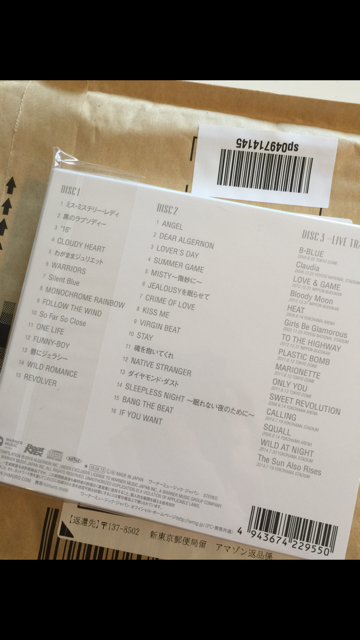 sp049714145
DISC 1
1 ミス・ミステリー・レディ
2 黒のラプソディー
3 "16"
4 CLOUDY HEART
5 わがままジュリエット
6 WARRIORS
7 Silent Blue
8 MONOCHROME RAINBOW
9 FOLLOW THE WIND
10 So Far So Close
11 ONE LIFE
12 FUNNY-BOY
13 唇にジェラシー
14 WILD ROMANCE
15 REVOLVER
DISC 2
1 ANGEL
2 DEAR ALGERNON
3 LOVER'S DAY
4 SUMMER GAME
5 MISTY〜微妙に〜
6 JEALOUSYを眠らせて
7 CRIME OF LOVE
8 KISS ME
9 VIRGIN BEAT
10 STAY
11 魂を抱いてくれ
12 NATIVE STRANGER
13 ダイヤモンド・ダスト
14 SLEEPLESS NIGHT 〜眠れない夜のために〜
15 BANG THE BEAT
16 IF YOU WANT
DISC 3 -LIVE TRA
B-BLUE
Claudia
LOVE & GAME
Bloody Moon
HEAT
Girls Be Glamorous
TO THE HIGHWAY
PLASTIC BOMB
MARIONETTE
ONLY YOU
SWEET REVOLUTION
CALLING
SQUALL
WILD AT NIGHT
The Sun Also Rises
4 943674 229550
【返還先】〒137-8502 新東京郵便局留 アマゾン返品係